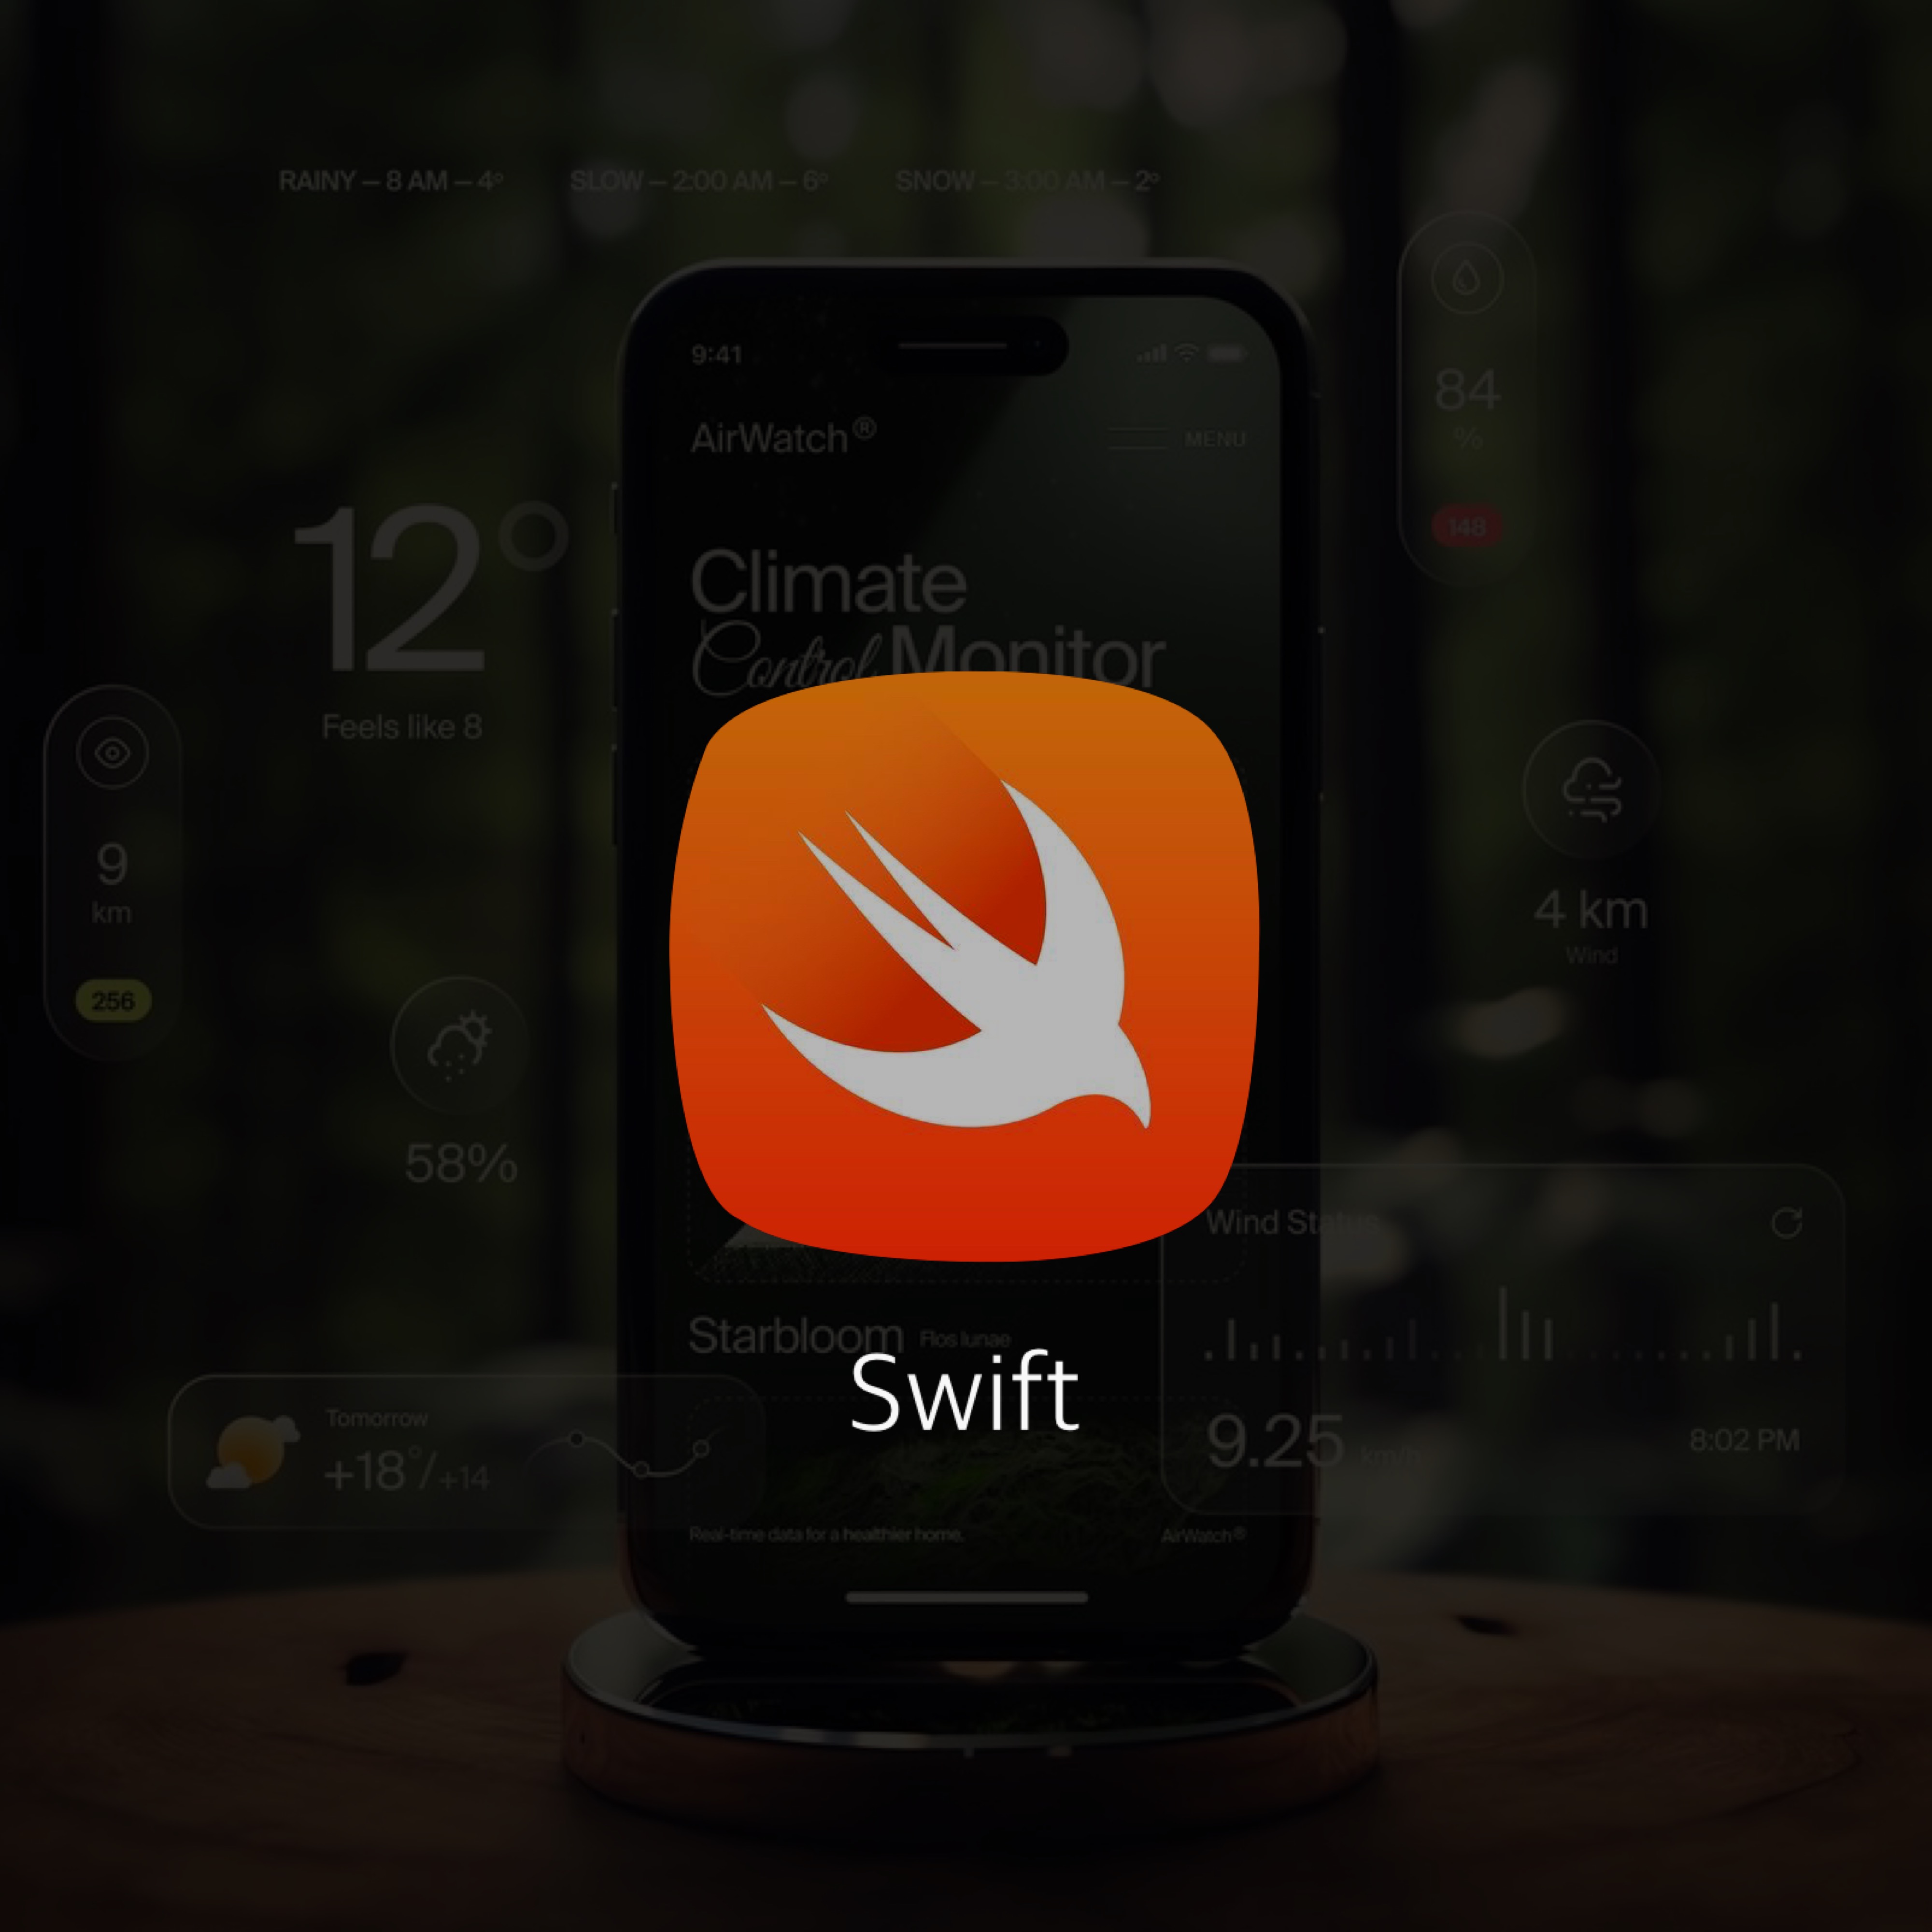 RAINY – 8 AM – 4°
SLOW – 2:00 AM – 6°
SNOW – 3:00 AM – 2°
9:41
AirWatch®
MENU
84
%
148
12°
Feels like 8
Climate
Control Monitor
9
km
256
58%
4 km
Wind
Wind Status
Starbloom Flos lunae
Swift
Tomorrow
+18°/+14
9.25 km/h
8:02 PM
Real-time data for a healthier home.
AirWatch®